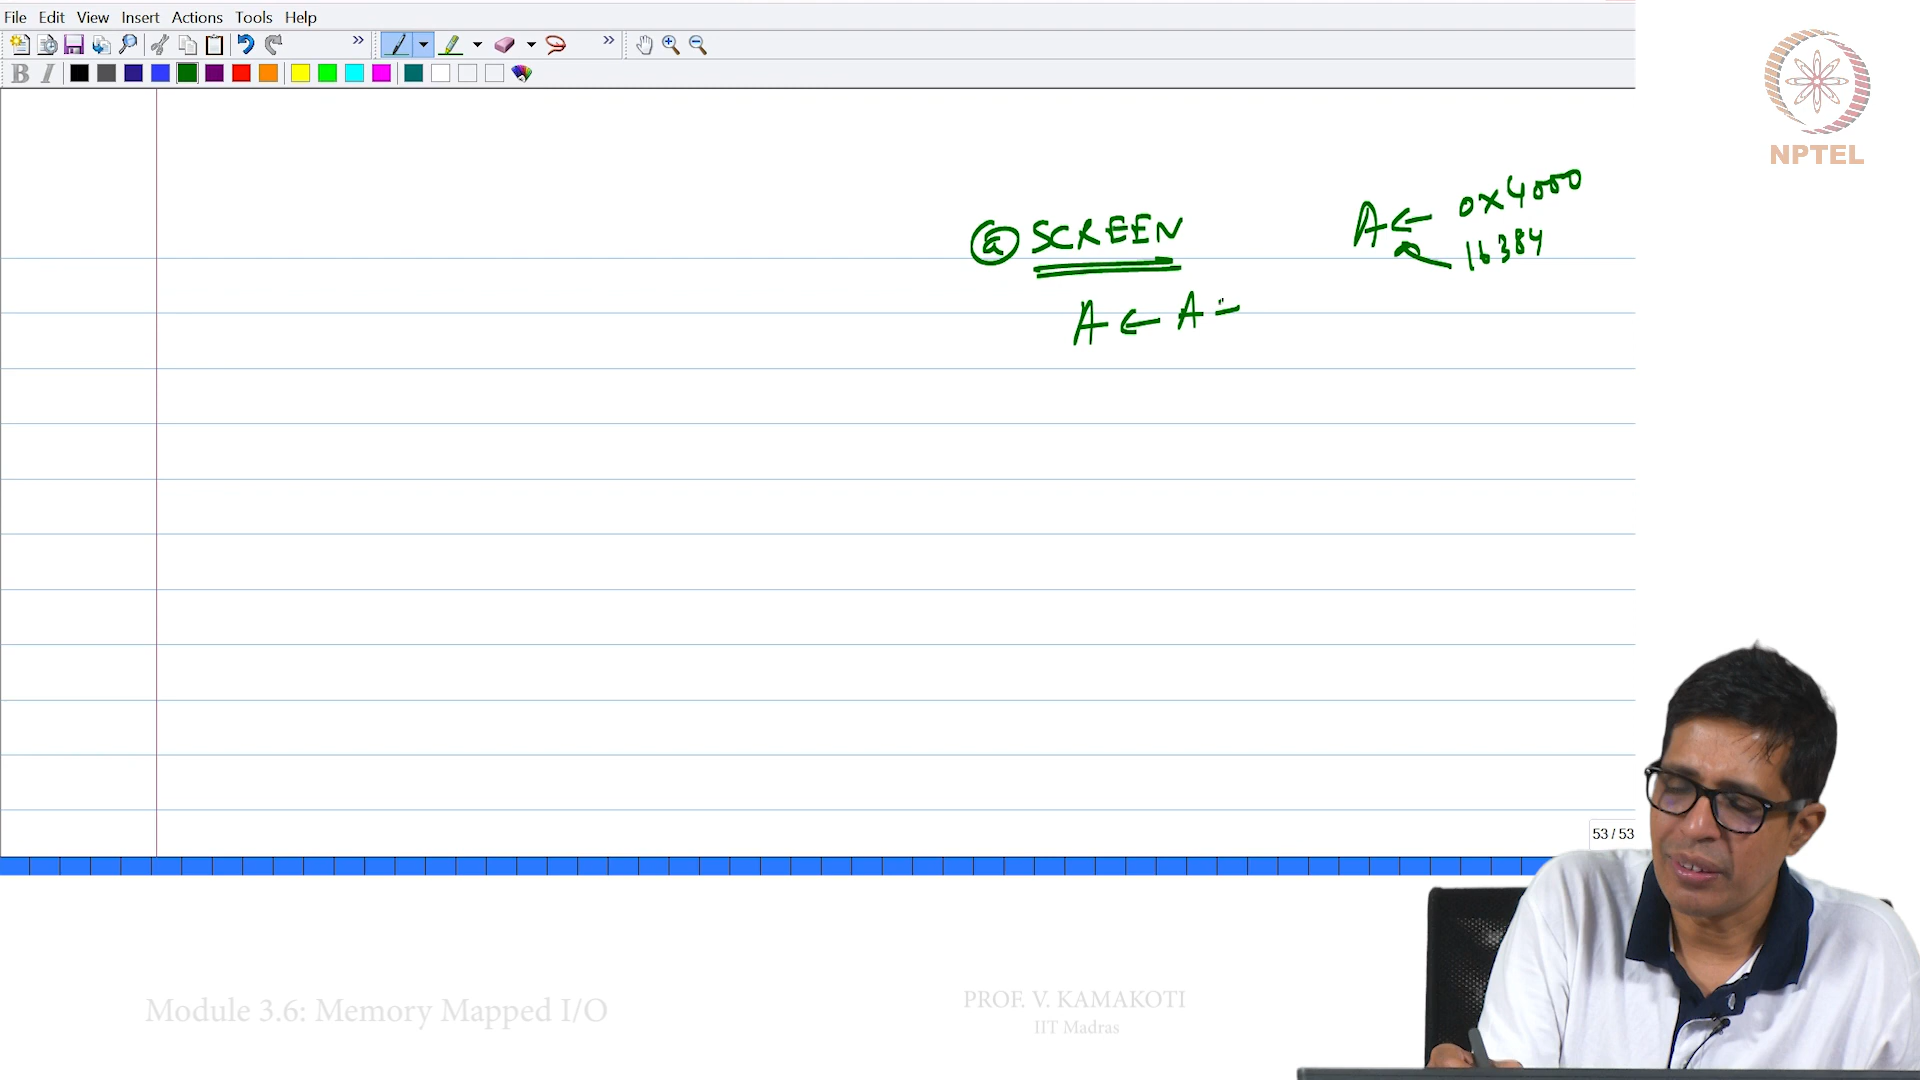 File Edit View Insert Actions Tools Help
B I
NPTEL
@ SCREEN
A ← 0x4000
16384
A ← A
53 / 53
Module 3.6: Memory Mapped I/O
PROF. V. KAMAKOTI
IIT Madras